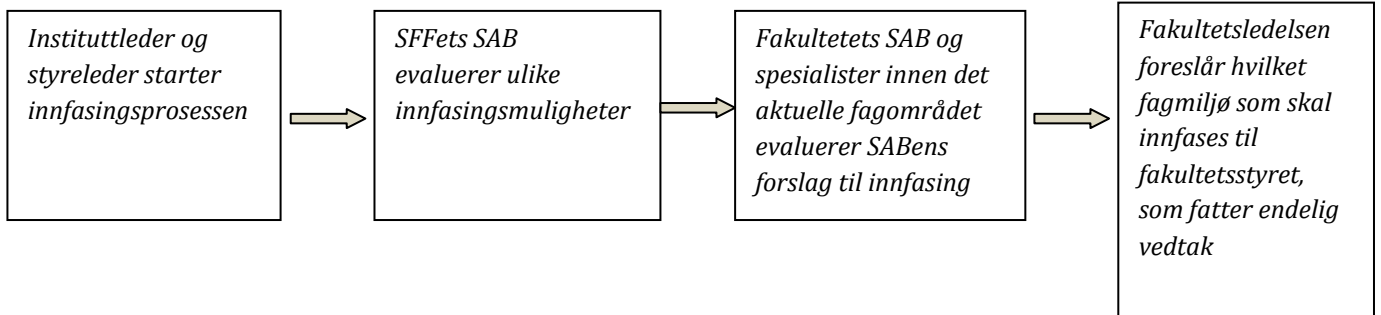 Instituttleder og
styreleder starter
innfasingsprosessen
SFFets SAB
evaluerer ulike
innfasingsmuligheter
Fakultetets SAB og
spesialister innen det
aktuelle fagområdet
evaluerer SABens
forslag til innfasing
Fakultetsledelsen
foreslår hvilket
fagmiljø som skal
innfases til
fakultetsstyret,
som fatter endelig
vedtak